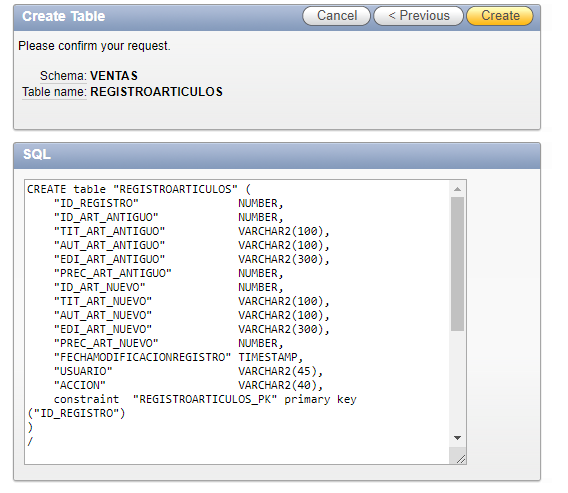 Create Table
Cancel
< Previous
Create
Please confirm your request.
Schema: VENTAS
Table name: REGISTROARTICULOS
SQL
CREATE table "REGISTROARTICULOS" (
    "ID_REGISTRO"               NUMBER,
    "ID_ART_ANTIGUO"            NUMBER,
    "TIT_ART_ANTIGUO"           VARCHAR2(100),
    "AUT_ART_ANTIGUO"           VARCHAR2(100),
    "EDI_ART_ANTIGUO"           VARCHAR2(300),
    "PREC_ART_ANTIGUO"          NUMBER,
    "ID_ART_NUEVO"              NUMBER,
    "TIT_ART_NUEVO"             VARCHAR2(100),
    "AUT_ART_NUEVO"             VARCHAR2(100),
    "EDI_ART_NUEVO"             VARCHAR2(300),
    "PREC_ART_NUEVO"            NUMBER,
    "FECHAMODIFICACIONREGISTRO" TIMESTAMP,
    "USUARIO"                   VARCHAR2(45),
    "ACCION"                    VARCHAR2(40),
    constraint  "REGISTROARTICULOS_PK" primary key
("ID_REGISTRO")
)
/